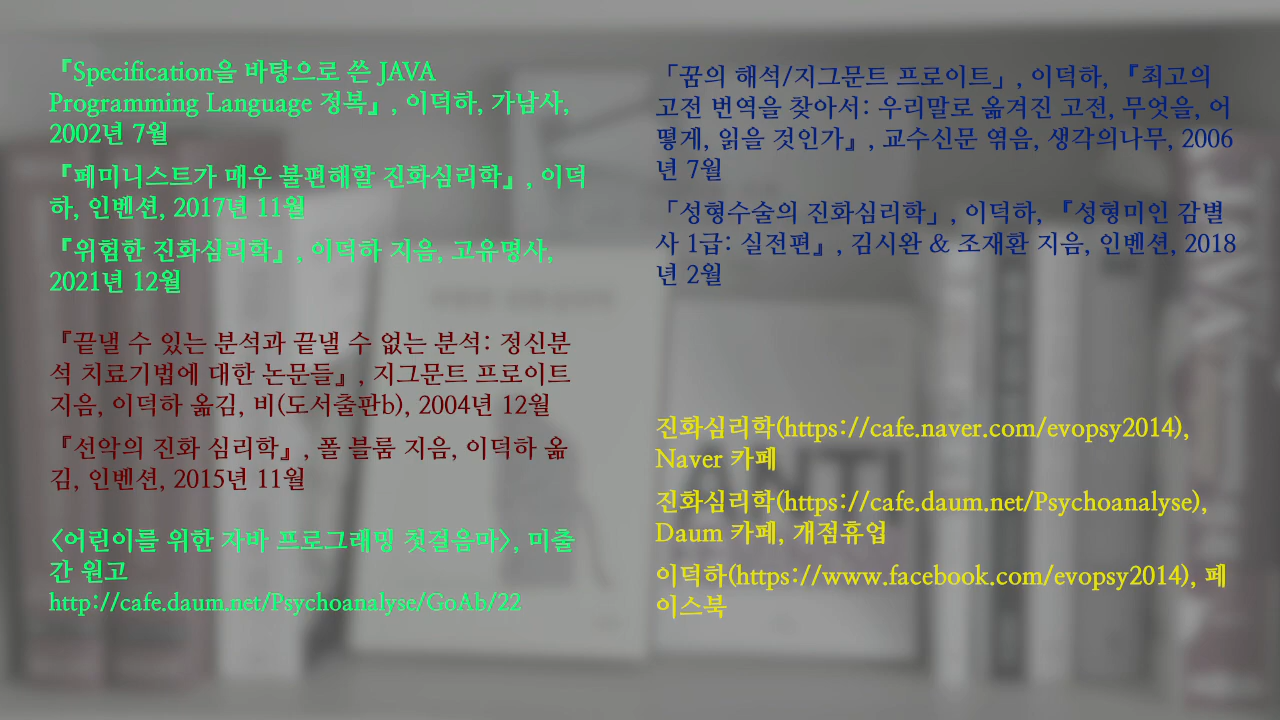 『Specification을 바탕으로 쓴 JAVA
Programming Language 정복』, 이덕하, 가남사,
2002년 7월
『페미니스트가 매우 불편해할 진화심리학』, 이덕
하, 인벤션, 2017년 11월
『위험한 진화심리학』, 이덕하 지음, 고유명사,
2021년 12월
『끝낼 수 있는 분석과 끝낼 수 없는 분석: 정신분
석 치료기법에 대한 논문들』, 지그문트 프로이트
지음, 이덕하 옮김, 비(도서출판b), 2004년 12월
『선악의 진화 심리학』, 폴 블룸 지음, 이덕하 옮
김, 인벤션, 2015년 11월
<어린이를 위한 자바 프로그래밍 첫걸음마>, 미출
간 원고
http://cafe.daum.net/Psychoanalyse/GoAb/22
「꿈의 해석/지그문트 프로이트」, 이덕하, 『최고의
고전 번역을 찾아서: 우리말로 옮겨진 고전, 무엇을, 어
떻게, 읽을 것인가』, 교수신문 엮음, 생각의나무, 2006
년 7월
「성형수술의 진화심리학」, 이덕하, 『성형미인 감별
사 1급: 실전편』, 김시완 & 조재환 지음, 인벤션, 2018
년 2월
진화심리학(https://cafe.naver.com/evopsy2014),
Naver 카페
진화심리학(https://cafe.daum.net/Psychoanalyse),
Daum 카페, 개점휴업
이덕하(https://www.facebook.com/evopsy2014), 페
이스북